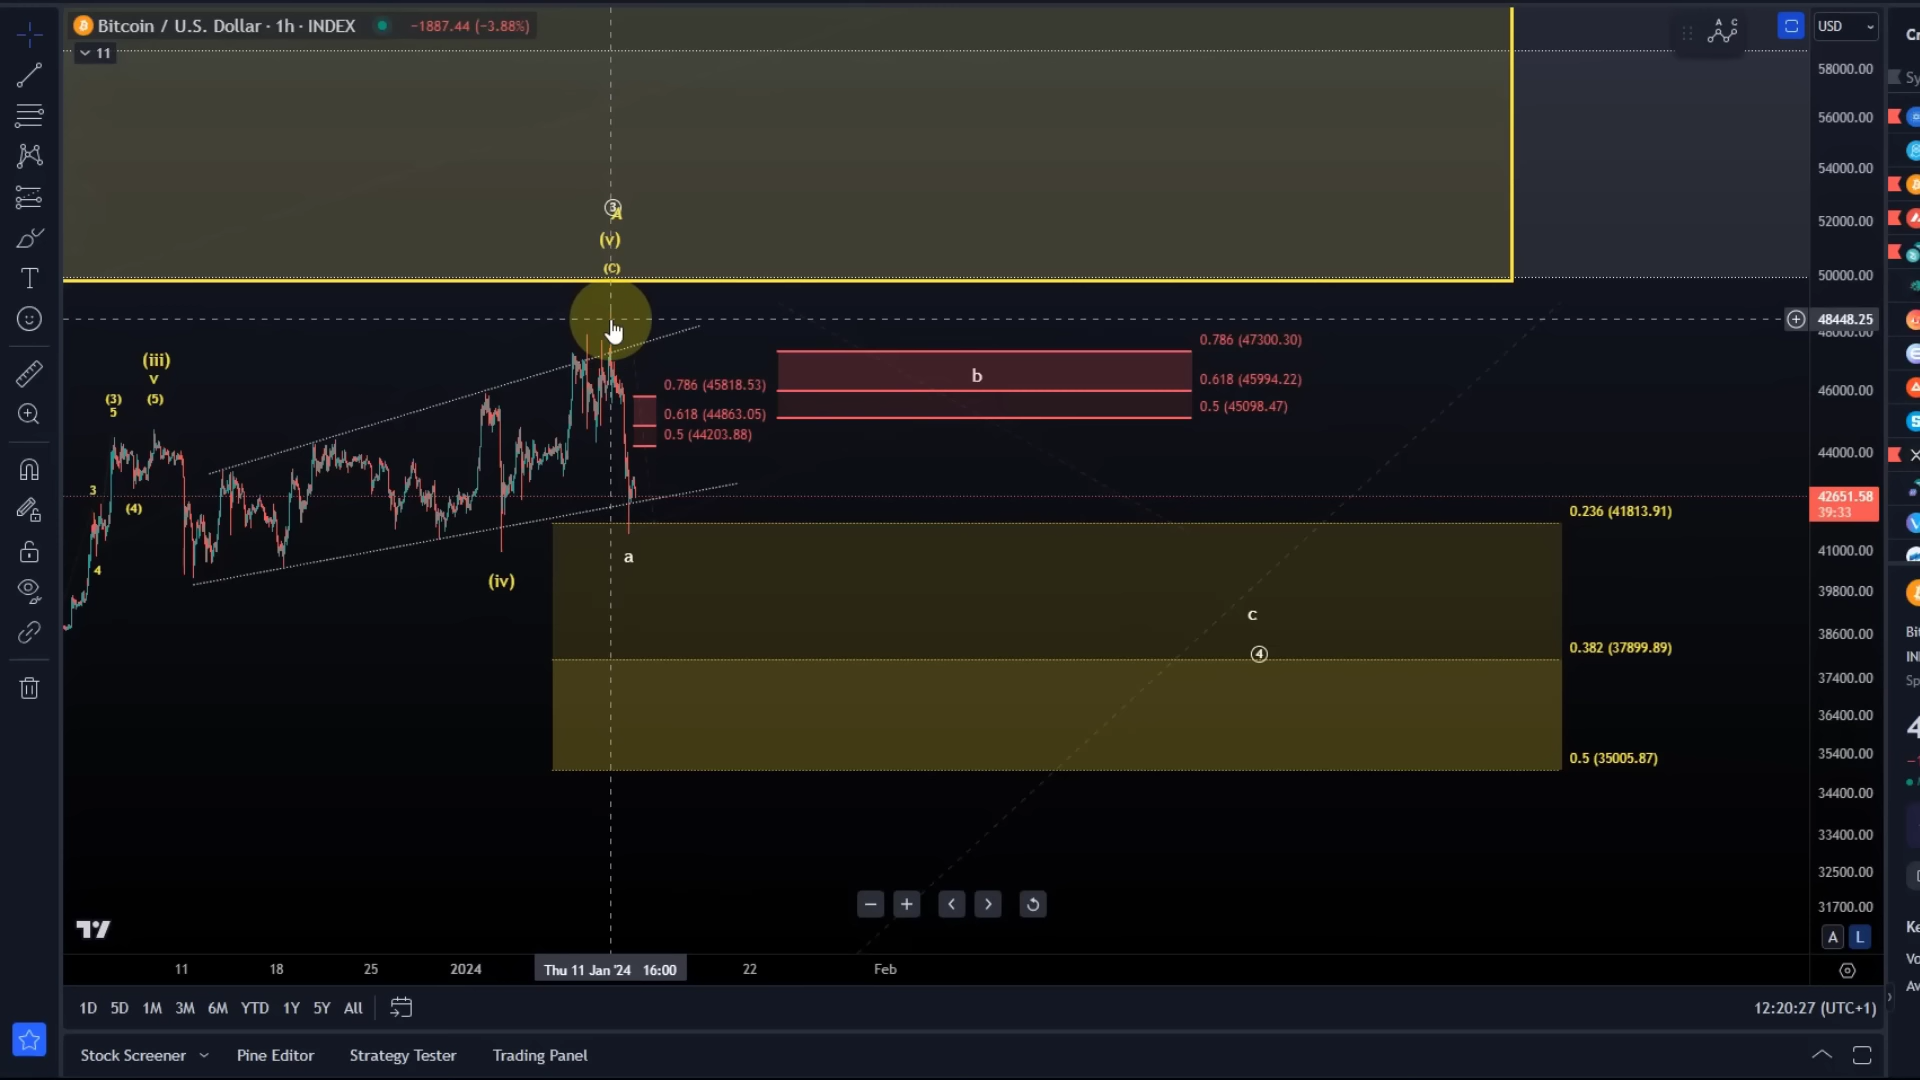 Bitcoin / U.S. Dollar · 1h · INDEX −1887.44 (−3.88%)
11
A C
USD
58000.00
56000.00
54000.00
52000.00
50000.00
48448.25
48000.00
46000.00
44000.00
42651.58
39:33
41000.00
39800.00
38600.00
37400.00
36400.00
35400.00
34400.00
33400.00
32500.00
31700.00
A L
3
A
(v)
(C)
(iii)
v
(3) (5)
5
3
(4)
4
(iv)
a
0.786 (45818.53)
0.618 (44863.05)
0.5 (44203.88)
b
0.786 (47300.30)
0.618 (45994.22)
0.5 (45098.47)
c
4
0.236 (41813.91)
0.382 (37899.89)
0.5 (35005.87)
11 18 25 2024 Thu 11 Jan '24 16:00 22 Feb
1D 5D 1M 3M 6M YTD 1Y 5Y All
12:20:27 (UTC+1)
Stock Screener Pine Editor Strategy Tester Trading Panel